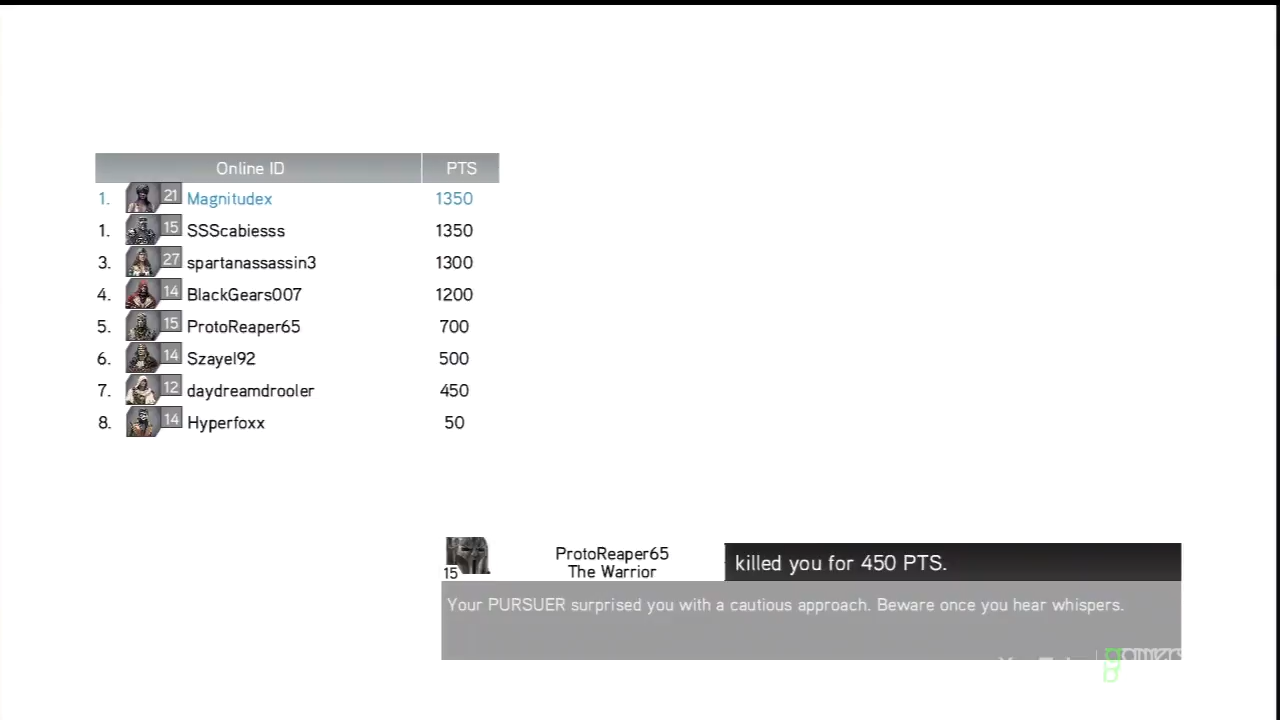 Online ID PTS
1. 21 Magnitudex 1350
1. 15 SSScabiesss 1350
3. 27 spartanassassin3 1300
4. 14 BlackGears007 1200
5. 15 ProtoReaper65 700
6. 14 Szayel92 500
7. 12 daydreamdrooler 450
8. 14 Hyperfoxx 50
15 ProtoReaper65
The Warrior
killed you for 450 PTS.
Your PURSUER surprised you with a cautious approach. Beware once you hear whispers.